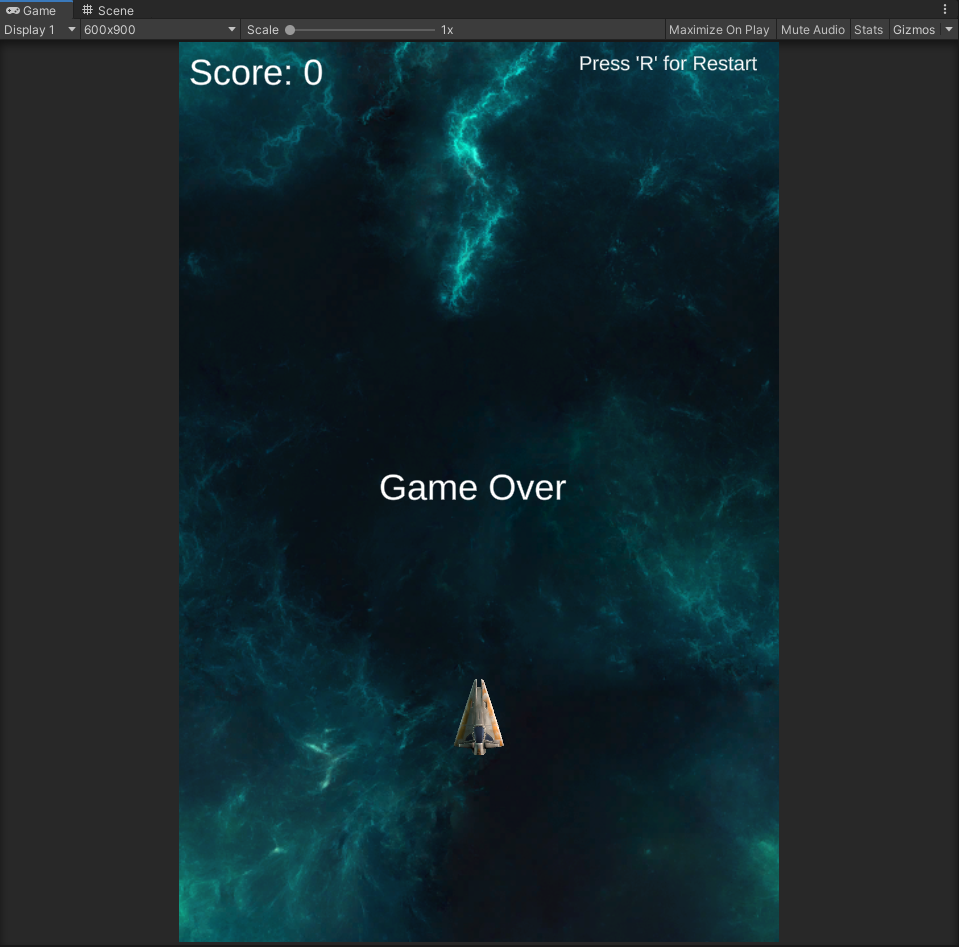 Game Scene
Display 1 600x900 Scale 1x Maximize On Play Mute Audio Stats Gizmos
Score: 0 Press 'R' for Restart
Game Over